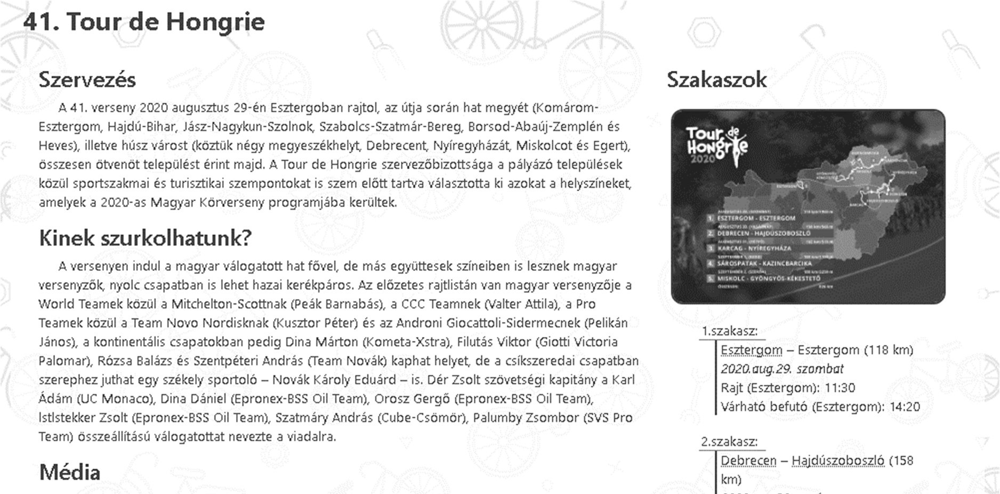 41. Tour de Hongrie
Szervezés
A 41. verseny 2020 augusztus 29-én Esztergoban rajtol, az útja során hat megyét (Komárom-
Esztergom, Hajdú-Bihar, Jász-Nagykun-Szolnok, Szabolcs-Szatmár-Bereg, Borsod-Abaúj-Zemplén és
Heves), illetve húsz várost (köztük négy megyeszékhelyt, Debrecent, Nyíregyházát, Miskolcot és Egert),
összesen ötvenöt települést érint majd. A Tour de Hongrie szervezőbizottsága a pályázó települések
közül sportszakmai és turisztikai szempontokat is szem előtt tartva választotta ki azokat a helyszíneket,
amelyek a 2020-as Magyar Körverseny programjába kerültek.
Kinek szurkolhatunk?
A versenyen indul a magyar válogatott hat fővel, de más együttesek színeiben is lesznek magyar
versenyzők, nyolc csapatban is lehet hazai kerékpáros. Az előzetes rajtlistán van magyar versenyzője a
World Teamek közül a Mitchelton-Scottnak (Peák Barnabás), a CCC Teamnek (Valter Attila), a Pro
Teamek közül a Team Novo Nordisknak (Kusztor Péter) és az Androni Giocattoli-Sidermecnek (Pelikán
János), a kontinentális csapatokban pedig Dina Márton (Kometa-Xstra), Filutás Viktor (Giotti Victoria
Palomar), Rózsa Balázs és Szentpéteri András (Team Novák) kaphat helyet, de a csíkszeredai csapatban
szerephez juthat egy székely sportoló – Novák Károly Eduárd – is. Dér Zsolt szövetségi kapitány a Karl
Ádám (UC Monaco), Dina Dániel (Epronex-BSS Oil Team), Orosz Gergő (Epronex-BSS Oil Team),
lstlstekker Zsolt (Epronex-BSS Oil Team), Szatmáry András (Cube-Csömör), Palumby Zsombor (SVS Pro
Team) összeállítású válogatottat nevezte a viadalra.
Média
Szakaszok
Tour de
Hongrie
2020
1. ESZTERGOM - ESZTERGOM
2. DEBRECEN - HAJDÚSZOBOSZLÓ
3. KARCAG - NYÍREGYHÁZA
4. SÁROSPATAK - KAZINCBARCIKA
5. MISKOLC - GYÖNGYÖS-KÉKESTETŐ
1.szakasz:
Esztergom – Esztergom (118 km)
2020.aug.29. szombat
Rajt (Esztergom): 11:30
Várható befutó (Esztergom): 14:20
2.szakasz:
Debrecen – Hajdúszoboszló (158
km)